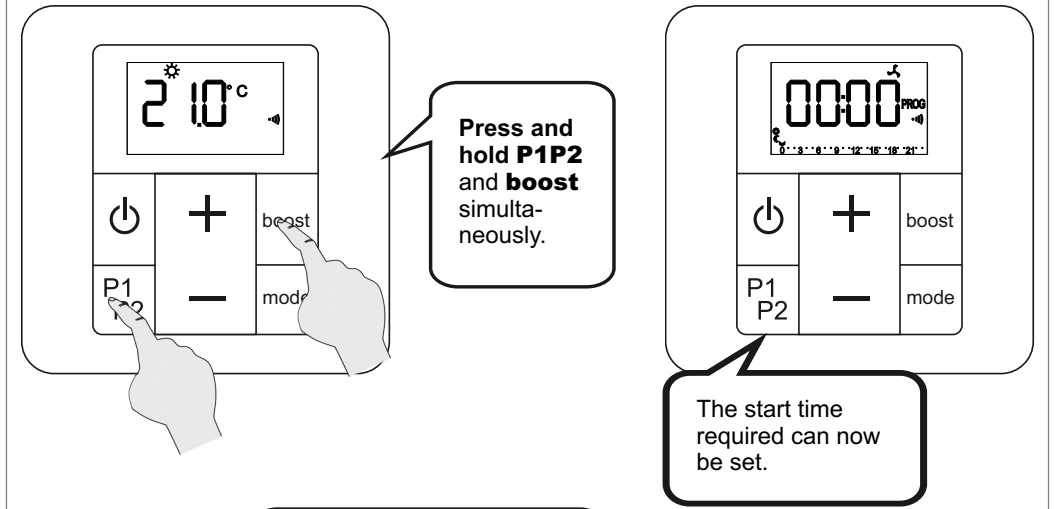 21.0 °C
boost
P1
P2
mode
Press and
hold P1P2
and boost
simulta-
neously.
00:00
PROG
0 3 6 9 12 15 18 21
boost
P1
P2
mode
The start time
required can now
be set.